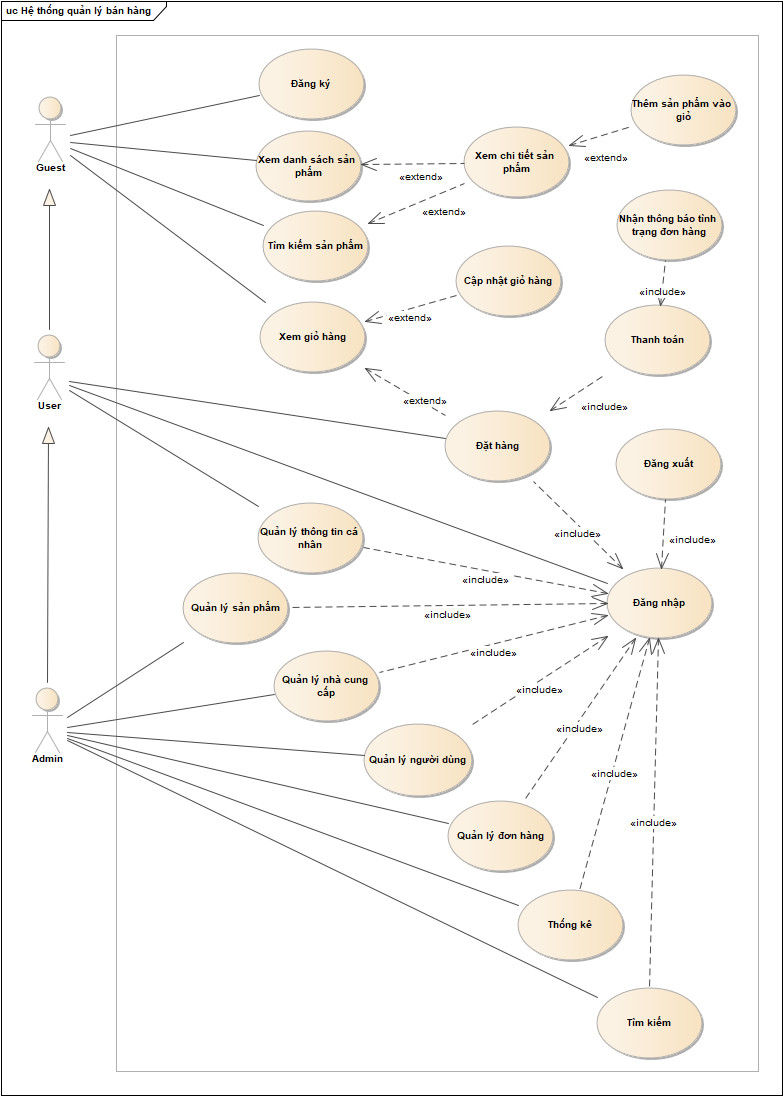 uc Hệ thống quản lý bán hàng
Đăng ký
Thêm sản phẩm vào
giỏ
Guest
Xem danh sách sản
phẩm
Xem chi tiết sản
phẩm
«extend»
«extend»
«extend»
Tìm kiếm sản phẩm
Nhận thông báo tình
trạng đơn hàng
Cập nhật giỏ hàng
«include»
«extend»
Xem giỏ hàng
Thanh toán
User
«extend»
«include»
Đặt hàng
Đăng xuất
Quản lý thông tin cá
nhân
«include»
«include»
«include»
Quản lý sản phẩm
«include»
Đăng nhập
Quản lý nhà cung
cấp
«include»
«include»
Admin
Quản lý người dùng
«include»
«include»
«include»
Quản lý đơn hàng
Thống kê
Tìm kiếm